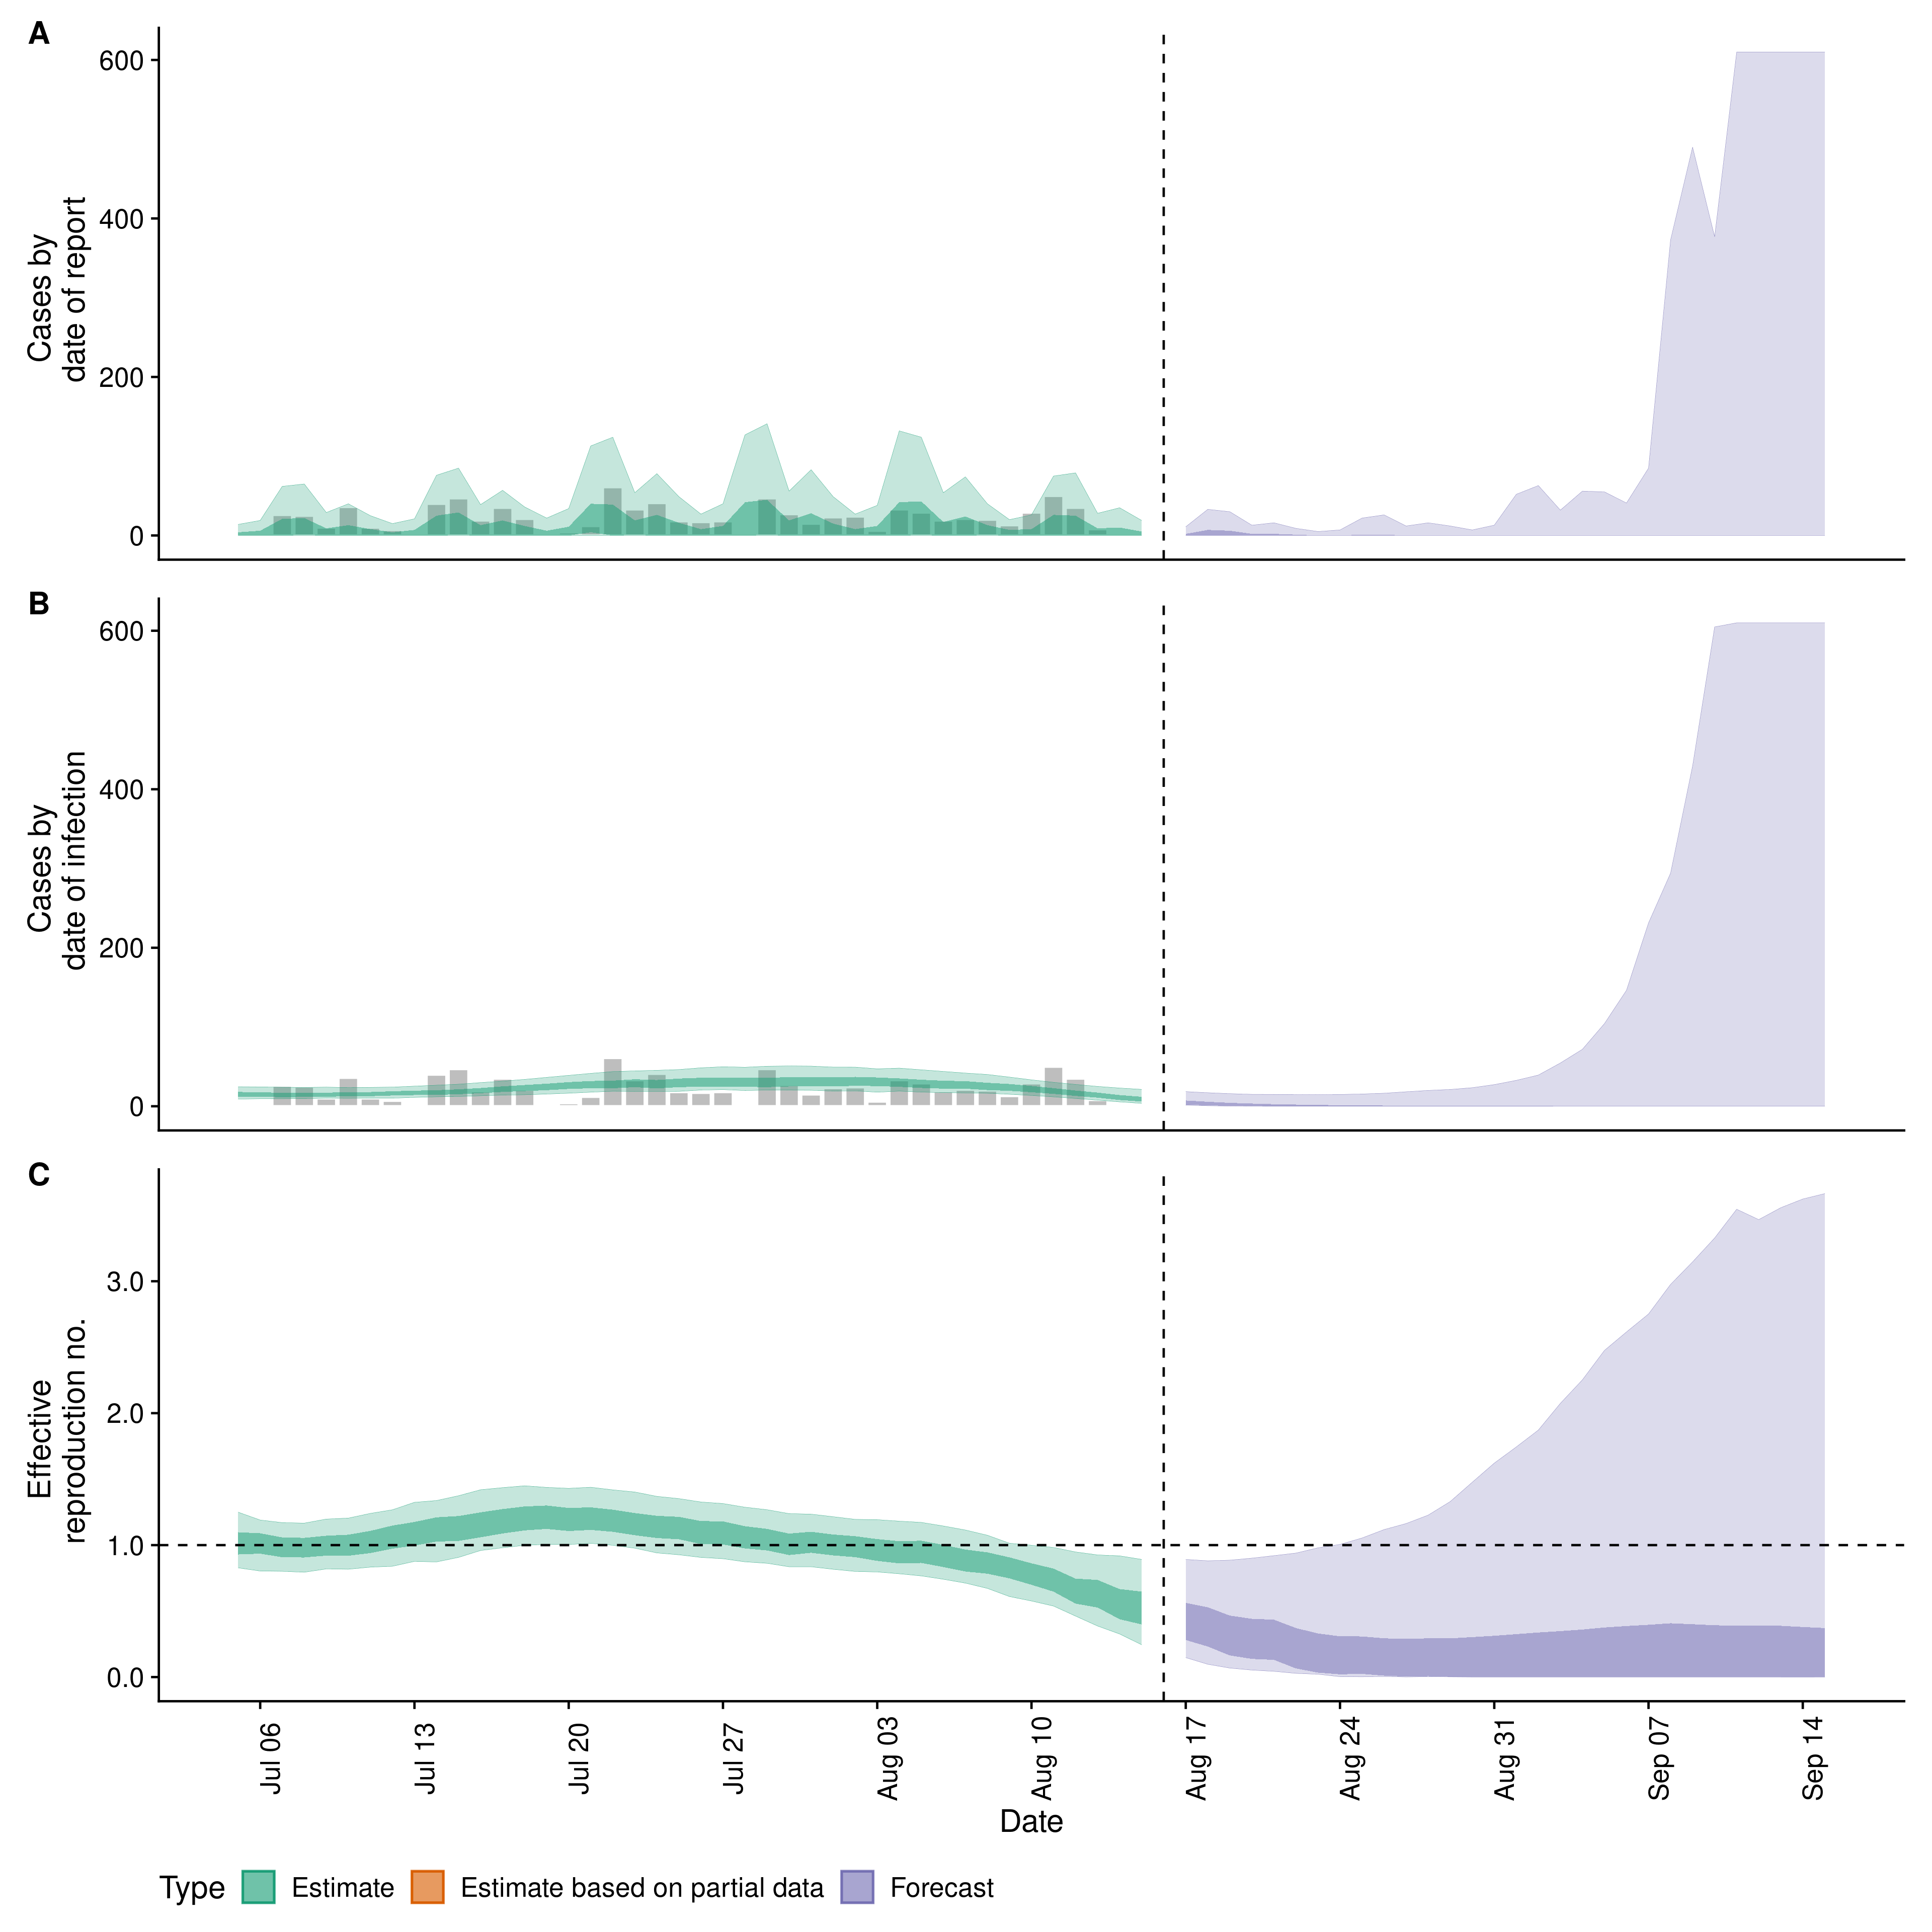 A
Cases by
date of report
600
400
200
0
B
Cases by
date of infection
600
400
200
0
C
Effective
reproduction no.
3.0
2.0
1.0
0.0
Jul 06
Jul 13
Jul 20
Jul 27
Aug 03
Aug 10
Aug 17
Aug 24
Aug 31
Sep 07
Sep 14
Date
Type Estimate Estimate based on partial data Forecast